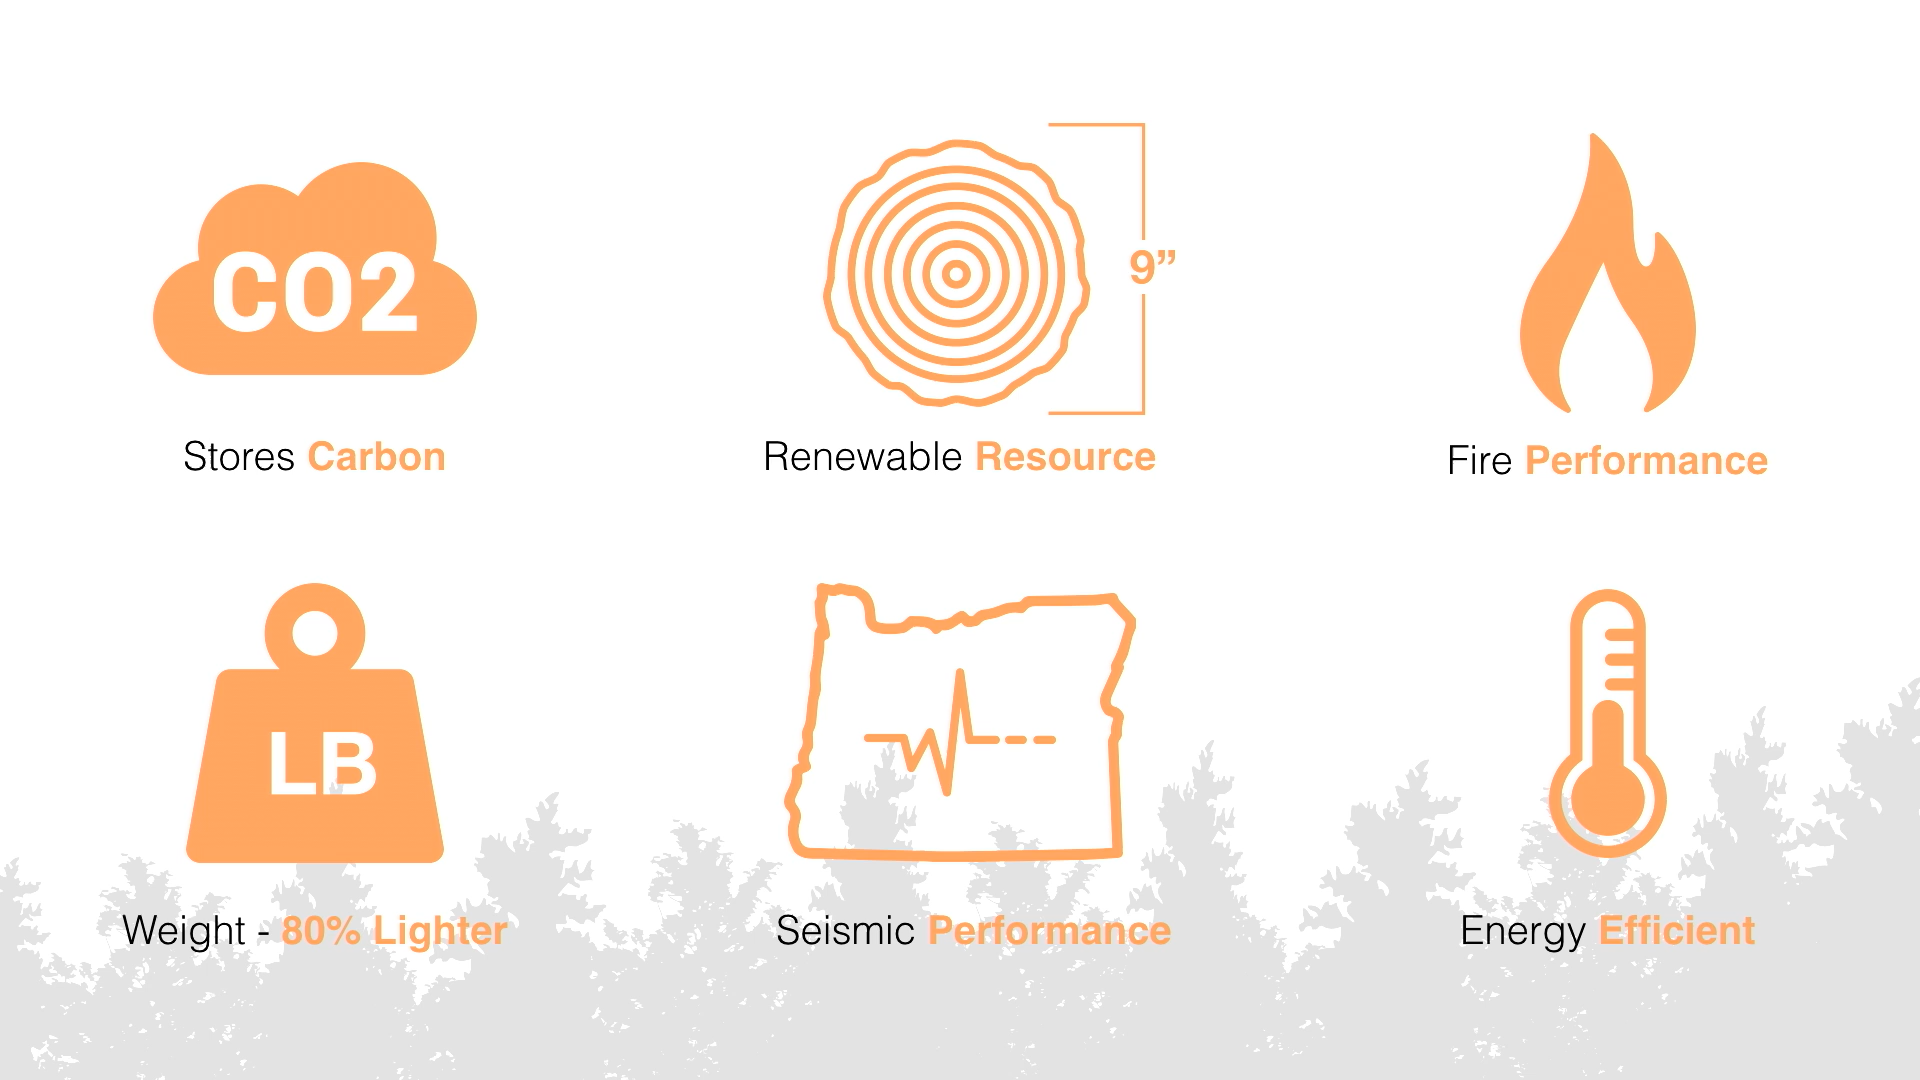 CO2
9”
Stores Carbon
Renewable Resource
Fire Performance
LB
Weight - 80% Lighter
Seismic Performance
Energy Efficient